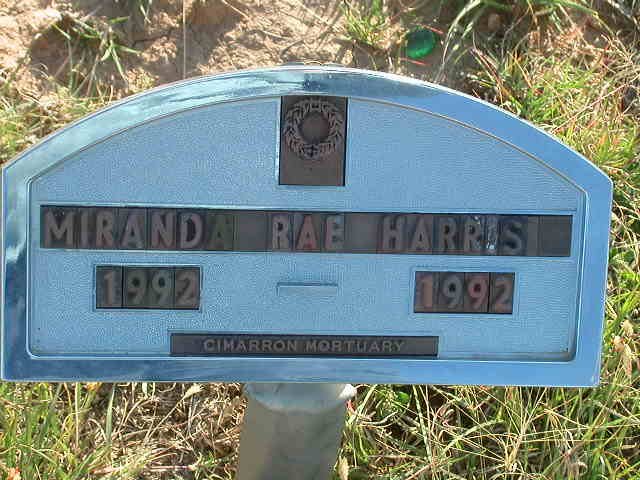 MIRANDA RAE HARRIS
1992 — 1992
CIMARRON MORTUARY